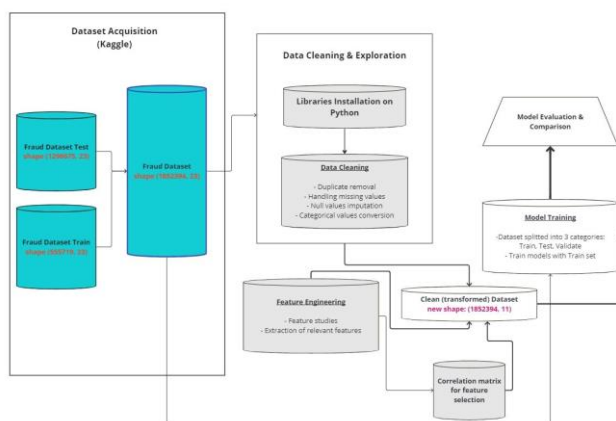 Dataset Acquisition
(Kaggle)
Fraud Dataset Test
shape (1296675, 23)
Fraud Dataset
shape (1852394, 23)
Fraud Dataset Train
shape (555719, 23)
Data Cleaning & Exploration
Libraries Installation on
Python
Data Cleaning
- Duplicate removal
- Handling missing values
- Null values imputation
- Categorical values conversion
Feature Engineering
- Feature studies
- Extraction of relevant features
Clean (transformed) Dataset
new shape: (1852394, 11)
Correlation matrix
for feature
selection
Model Evaluation &
Comparison
Model Training
-Dataset splitted into 3 categories:
Train, Test, Validate
- Train models with Train set